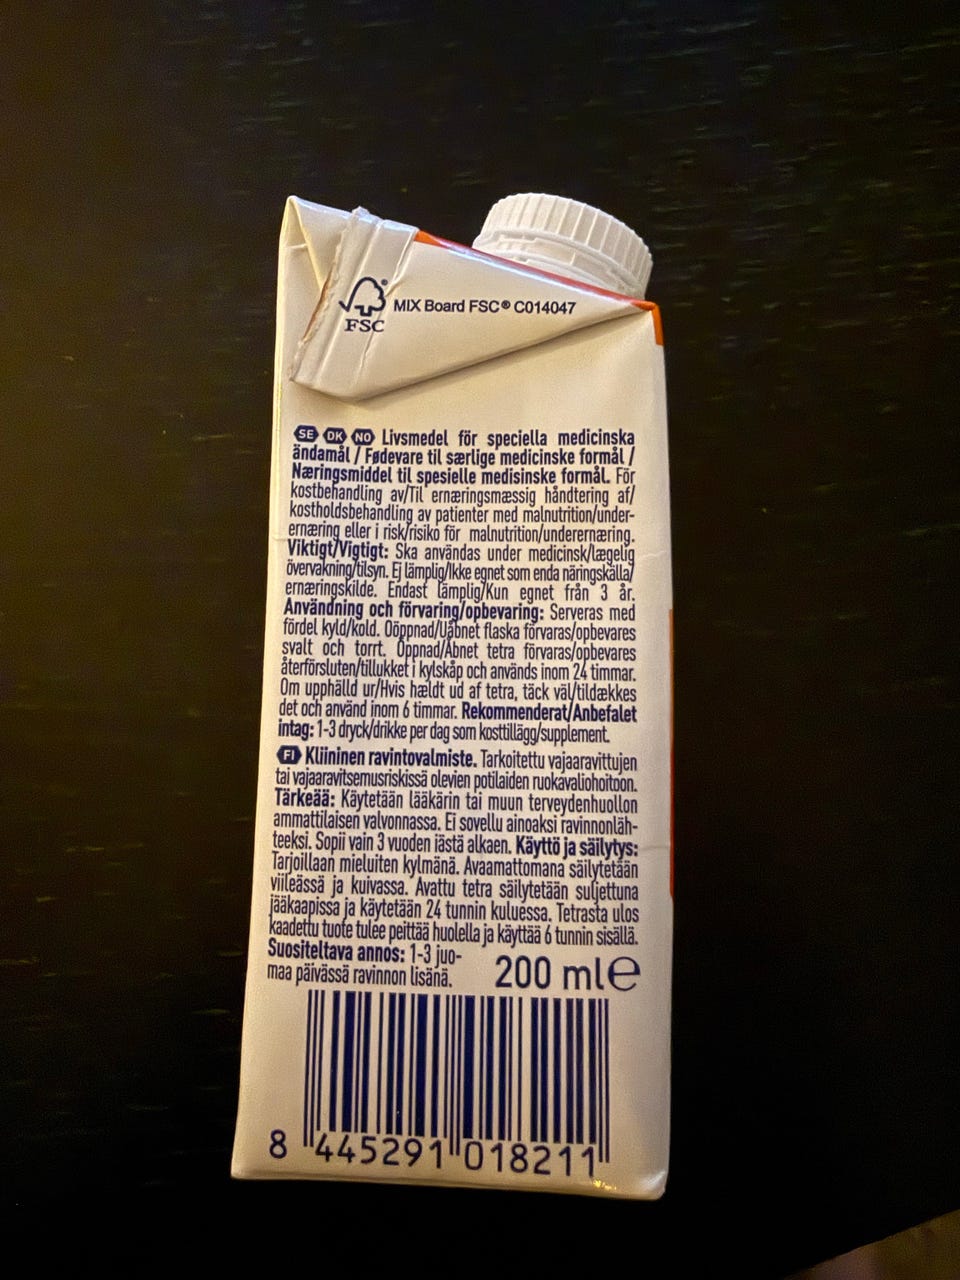 FSC
MIX Board FSC® C014047
SE DK NO Livsmedel för speciella medicinska
ändamål / Fødevare til særlige medicinske formål /
Næringsmiddel til spesielle medisinske formål. För
kostbehandling av/Til ernæringsmæssig håndtering af/
kostholdsbehandling av patienter med malnutrition/under-
ernæring eller i risk/risiko för malnutrition/underernæring.
Viktigt/Vigtigt: Ska användas under medicinsk/lægelig
övervakning/tilsyn. Ej lämplig/Ikke egnet som enda näringskälla/
ernæringskilde. Endast lämplig/Kun egnet från 3 år.
Användning och förvaring/opbevaring: Serveras med
fördel kyld/kold. Oöppnad/Uåbnet flaska förvaras/opbevares
svalt och torrt. Öppnad/Åbnet tetra förvaras/opbevares
återförsluten/tillukket i kylskåp och används inom 24 timmar.
Om upphälld ur/Hvis hældt ud af tetra, täck väl/tildækkes
det och använd inom 6 timmar. Rekommenderat/Anbefalet
intag: 1-3 dryck/drikke per dag som kosttillägg/supplement.
FI Kliininen ravintovalmiste. Tarkoitettu vajaaravittujen
tai vajaaravitsemusriskissä olevien potilaiden ruokavaliohoitoon.
Tärkeää: Käytetään lääkärin tai muun terveydenhuollon
ammattilaisen valvonnassa. Ei sovellu ainoaksi ravinnonläh-
teeksi. Sopii vain 3 vuoden iästä alkaen. Käyttö ja säilytys:
Tarjoillaan mieluiten kylmänä. Avaamattomana säilytetään
viileässä ja kuivassa. Avattu tetra säilytetään suljettuna
jääkaapissa ja käytetään 24 tunnin kuluessa. Tetrasta ulos
kaadettu tuote tulee peittää huolella ja käyttää 6 tunnin sisällä.
Suositeltava annos: 1-3 juo-
maa päivässä ravinnon lisänä.
200 ml℮
8 445291 018211